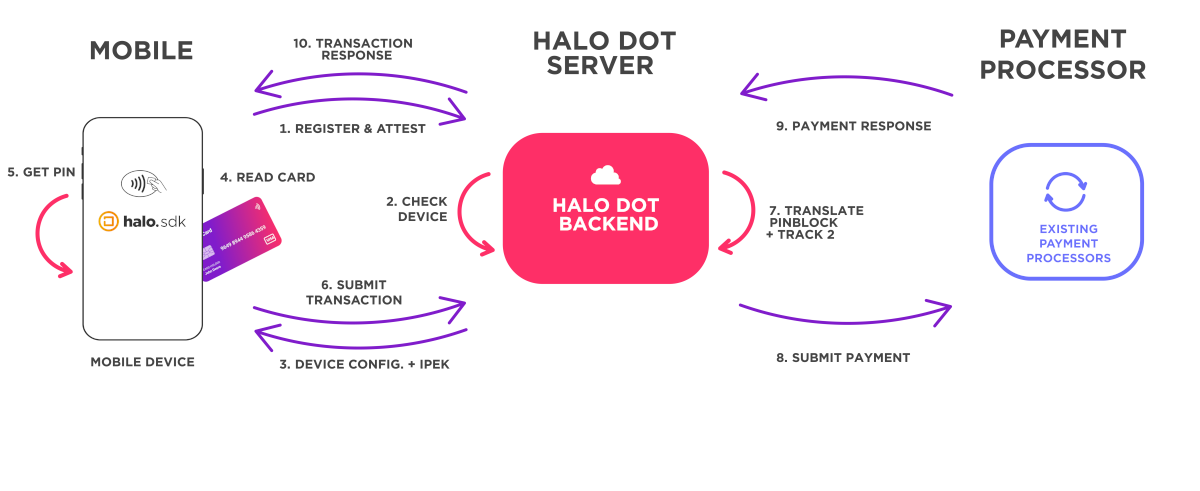 MOBILE
10. TRANSACTION
RESPONSE
HALO DOT
SERVER
PAYMENT
PROCESSOR
1. REGISTER & ATTEST
9. PAYMENT RESPONSE
5. GET PIN
4. READ CARD
halo.sdk
2. CHECK
DEVICE
HALO DOT
BACKEND
7. TRANSLATE
PINBLOCK
+ TRACK 2
EXISTING
PAYMENT
PROCESSORS
6. SUBMIT
TRANSACTION
3. DEVICE CONFIG. + IPEK
8. SUBMIT PAYMENT
MOBILE DEVICE